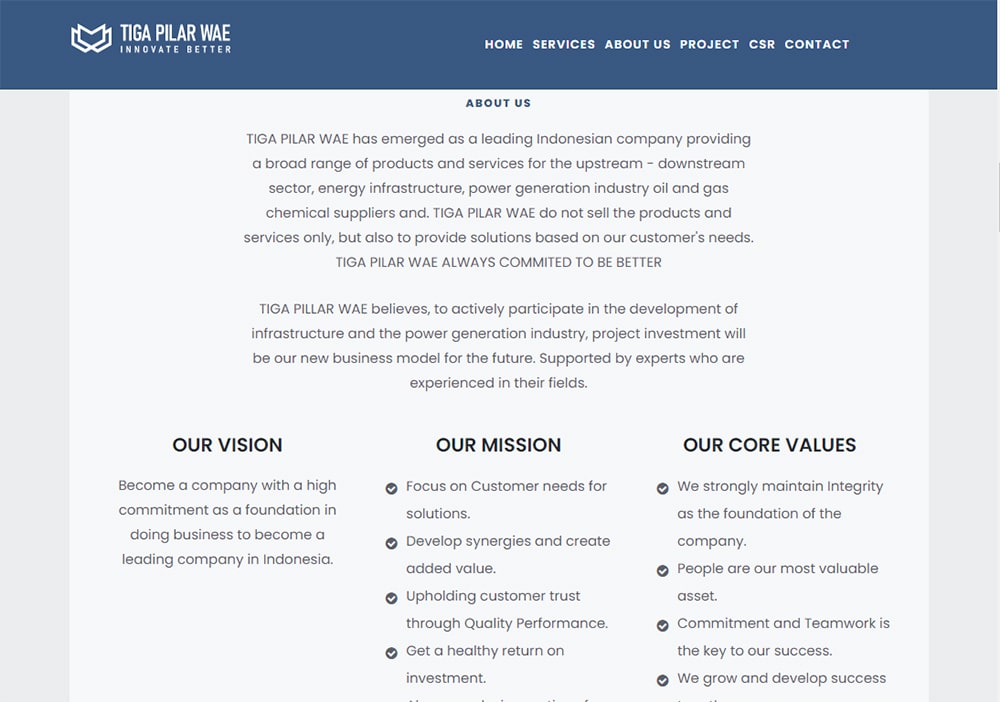 TIGA PILAR WAE
INNOVATE BETTER
HOME SERVICES ABOUT US PROJECT CSR CONTACT
ABOUT US
TIGA PILAR WAE has emerged as a leading Indonesian company providing
a broad range of products and services for the upstream - downstream
sector, energy infrastructure, power generation industry oil and gas
chemical suppliers and. TIGA PILAR WAE do not sell the products and
services only, but also to provide solutions based on our customer's needs.
TIGA PILAR WAE ALWAYS COMMITED TO BE BETTER
TIGA PILLAR WAE believes, to actively participate in the development of
infrastructure and the power generation industry, project investment will
be our new business model for the future. Supported by experts who are
experienced in their fields.
OUR VISION
Become a company with a high
commitment as a foundation in
doing business to become a
leading company in Indonesia.
OUR MISSION
Focus on Customer needs for
solutions.
Develop synergies and create
added value.
Upholding customer trust
through Quality Performance.
Get a healthy return on
investment.
OUR CORE VALUES
We strongly maintain Integrity
as the foundation of the
company.
People are our most valuable
asset.
Commitment and Teamwork is
the key to our success.
We grow and develop success